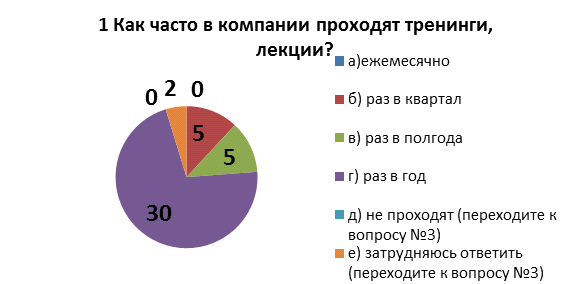 1 Как часто в компании проходят тренинги,
лекции?
а)ежемесячно
б) раз в квартал
в) раз в полгода
г) раз в год
д) не проходят (переходите к
вопросу №3)
е) затрудняюсь ответить
(переходите к вопросу №3)
0
2
0
5
5
30